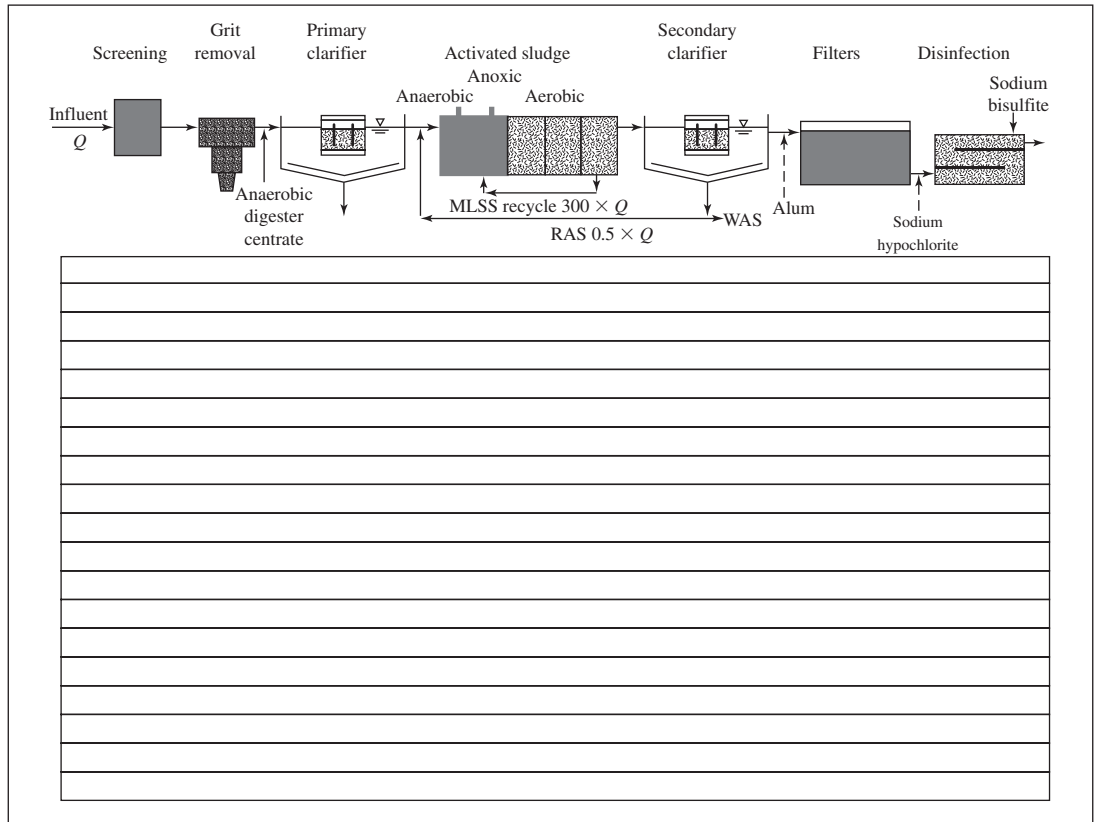 Grit
removal
Primary
clarifier
Secondary
clarifier
Screening
Activated sludge
Filters
Disinfection
Anoxic
Anaerobic
Aerobic
Sodium
bisulfite
Influent
Q
Anaerobic
digester
centrate
MLSS recycle 300 × Q
WAS
RAS 0.5 × Q
Alum
Sodium
hypochlorite